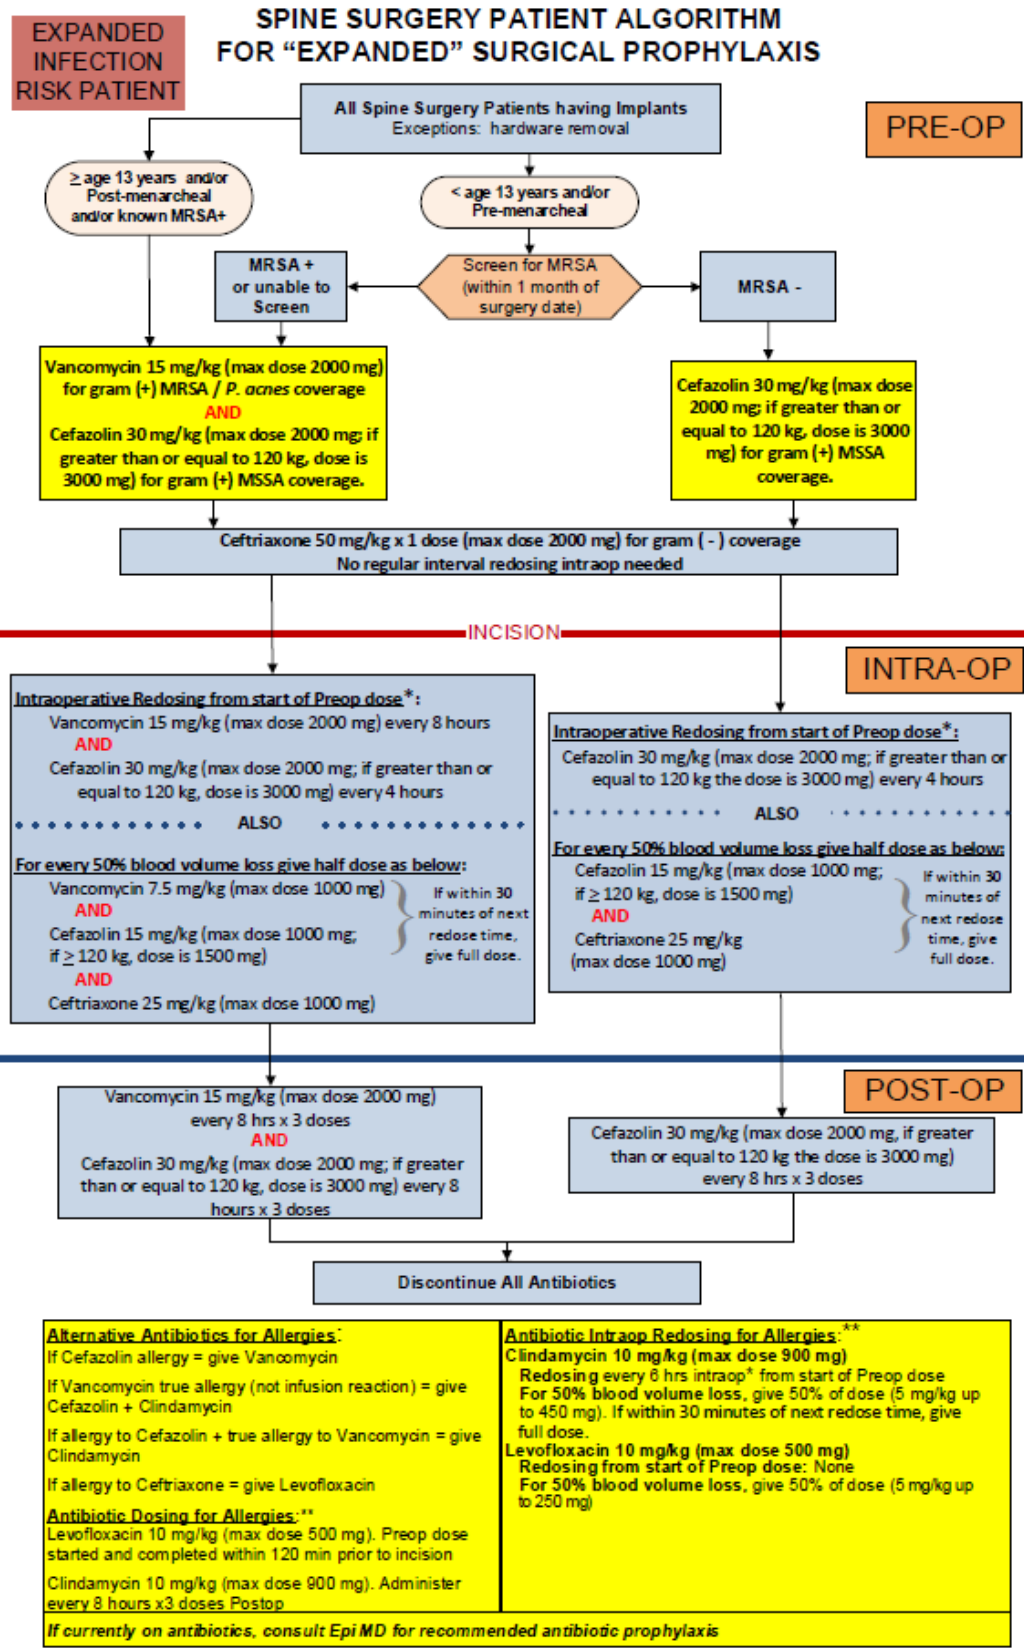 EXPANDED
INFECTION
RISK PATIENT
SPINE SURGERY PATIENT ALGORITHM
FOR “EXPANDED” SURGICAL PROPHYLAXIS
PRE-OP
All Spine Surgery Patients having Implants
Exceptions: hardware removal
≥ age 13 years and/or
Post-menarcheal
and/or known MRSA+
< age 13 years and/or
Pre-menarcheal
MRSA +
or unable to
Screen
Screen for MRSA
(within 1 month of
surgery date)
MRSA -
Vancomycin 15 mg/kg (max dose 2000 mg)
for gram (+) MRSA / P. acnes coverage
AND
Cefazolin 30 mg/kg (max dose 2000 mg; if
greater than or equal to 120 kg, dose is
3000 mg) for gram (+) MSSA coverage.
Cefazolin 30 mg/kg (max dose
2000 mg; if greater than or
equal to 120 kg, dose is 3000
mg) for gram (+) MSSA
coverage.
Ceftriaxone 50 mg/kg x 1 dose (max dose 2000 mg) for gram ( - ) coverage
No regular interval redosing intraop needed
INCISION
INTRA-OP
Intraoperative Redosing from start of Preop dose*:
Vancomycin 15 mg/kg (max dose 2000 mg) every 8 hours
AND
Cefazolin 30 mg/kg (max dose 2000 mg; if greater than or
equal to 120 kg, dose is 3000 mg) every 4 hours
ALSO
For every 50% blood volume loss give half dose as below:
Vancomycin 7.5 mg/kg (max dose 1000 mg)
AND
Cefazolin 15 mg/kg (max dose 1000 mg;
if ≥ 120 kg, dose is 1500 mg)
AND
Ceftriaxone 25 mg/kg (max dose 1000 mg)
If within 30
minutes of next
redose time,
give full dose.
Intraoperative Redosing from start of Preop dose*:
Cefazolin 30 mg/kg (max dose 2000 mg; if greater than or
equal to 120 kg the dose is 3000 mg) every 4 hours
ALSO
For every 50% blood volume loss give half dose as below:
Cefazolin 15 mg/kg (max dose 1000 mg;
if ≥ 120 kg, dose is 1500 mg)
AND
Ceftriaxone 25 mg/kg
(max dose 1000 mg)
If within 30
minutes of
next redose
time, give
full dose.
POST-OP
Vancomycin 15 mg/kg (max dose 2000 mg)
every 8 hrs x 3 doses
AND
Cefazolin 30 mg/kg (max dose 2000 mg; if greater
than or equal to 120 kg, dose is 3000 mg) every 8
hours x 3 doses
Cefazolin 30 mg/kg (max dose 2000 mg, if greater
than or equal to 120 kg the dose is 3000 mg)
every 8 hrs x 3 doses
Discontinue All Antibiotics
Alternative Antibiotics for Allergies:
If Cefazolin allergy = give Vancomycin
If Vancomycin true allergy (not infusion reaction) = give
Cefazolin + Clindamycin
If allergy to Cefazolin + true allergy to Vancomycin = give
Clindamycin
If allergy to Ceftriaxone = give Levofloxacin
Antibiotic Dosing for Allergies:**
Levofloxacin 10 mg/kg (max dose 500 mg). Preop dose
started and completed within 120 min prior to incision
Clindamycin 10 mg/kg (max dose 900 mg). Administer
every 8 hours x3 doses Postop
Antibiotic Intraop Redosing for Allergies:**
Clindamycin 10 mg/kg (max dose 900 mg)
Redosing every 6 hrs intraop* from start of Preop dose
For 50% blood volume loss, give 50% of dose (5 mg/kg up
to 450 mg). If within 30 minutes of next redose time, give
full dose.
Levofloxacin 10 mg/kg (max dose 500 mg)
Redosing from start of Preop dose: None
For 50% blood volume loss, give 50% of dose (5 mg/kg up
to 250 mg)
If currently on antibiotics, consult Epi MD for recommended antibiotic prophylaxis